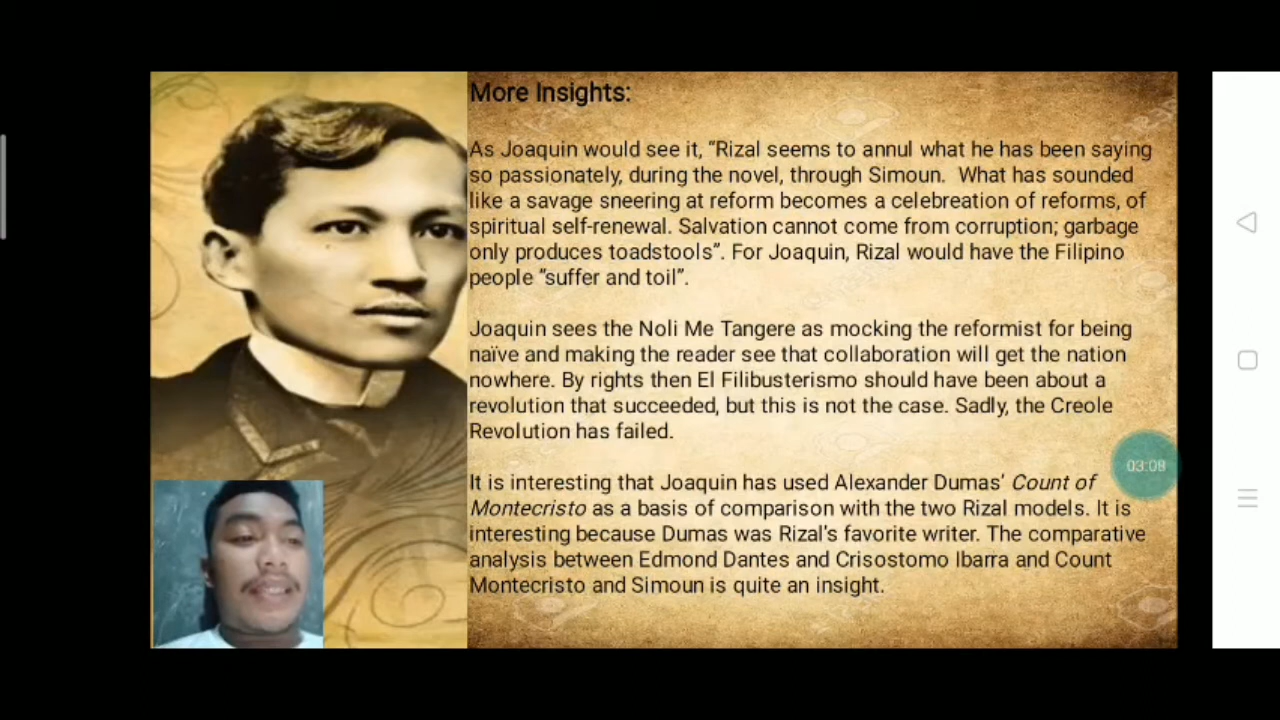 More Insights:
As Joaquin would see it, “Rizal seems to annul what he has been saying
so passionately, during the novel, through Simoun.  What has sounded
like a savage sneering at reform becomes a celebreation of reforms, of
spiritual self-renewal. Salvation cannot come from corruption; garbage
only produces toadstools”. For Joaquin, Rizal would have the Filipino
people “suffer and toil”.
Joaquin sees the Noli Me Tangere as mocking the reformist for being
naïve and making the reader see that collaboration will get the nation
nowhere. By rights then El Filibusterismo should have been about a
revolution that succeeded, but this is not the case. Sadly, the Creole
Revolution has failed.
It is interesting that Joaquin has used Alexander Dumas’ Count of
Montecristo as a basis of comparison with the two Rizal models. It is
interesting because Dumas was Rizal’s favorite writer. The comparative
analysis between Edmond Dantes and Crisostomo Ibarra and Count
Montecristo and Simoun is quite an insight.
03:08